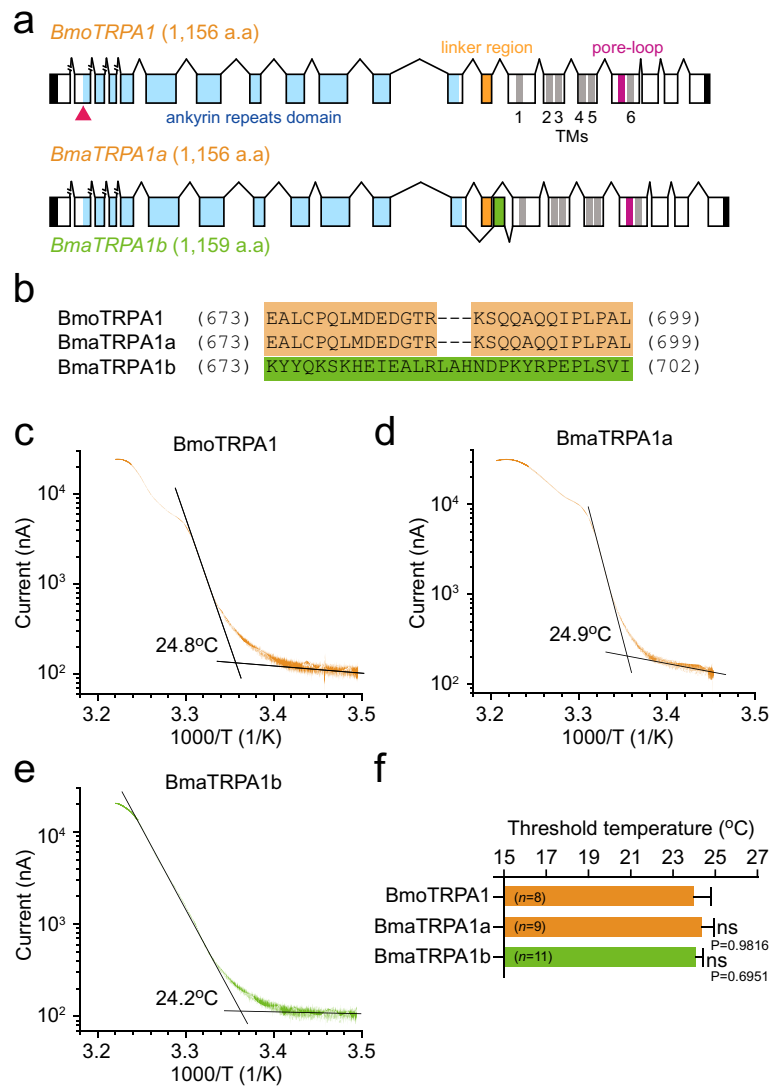 a
BmoTRPA1 (1,156 a.a)
linker region
pore-loop
ankyrin repeats domain
1 2 3 4 5 6
TMs
BmaTRPA1a (1,156 a.a)
BmaTRPA1b (1,159 a.a)
b
BmoTRPA1 (673) EALCPQLMDEDGTR---KSQQAQQIPLPAL (699)
BmaTRPA1a (673) EALCPQLMDEDGTR---KSQQAQQIPLPAL (699)
BmaTRPA1b (673) KYYQKSKHEIEALRLAHNDPKYRPEPLSVI (702)
c
BmoTRPA1
Current (nA)
10⁴
10³
10²
24.8°C
3.2 3.3 3.4 3.5
1000/T (1/K)
d
BmaTRPA1a
Current (nA)
10⁴
10³
10²
24.9°C
3.2 3.3 3.4 3.5
1000/T (1/K)
e
BmaTRPA1b
Current (nA)
10⁴
10³
10²
24.2°C
3.2 3.3 3.4 3.5
1000/T (1/K)
f
Threshold temperature (°C)
15 17 19 21 23 25 27
BmoTRPA1 (n=8)
BmaTRPA1a (n=9) ns
P=0.9816
BmaTRPA1b (n=11) ns
P=0.6951